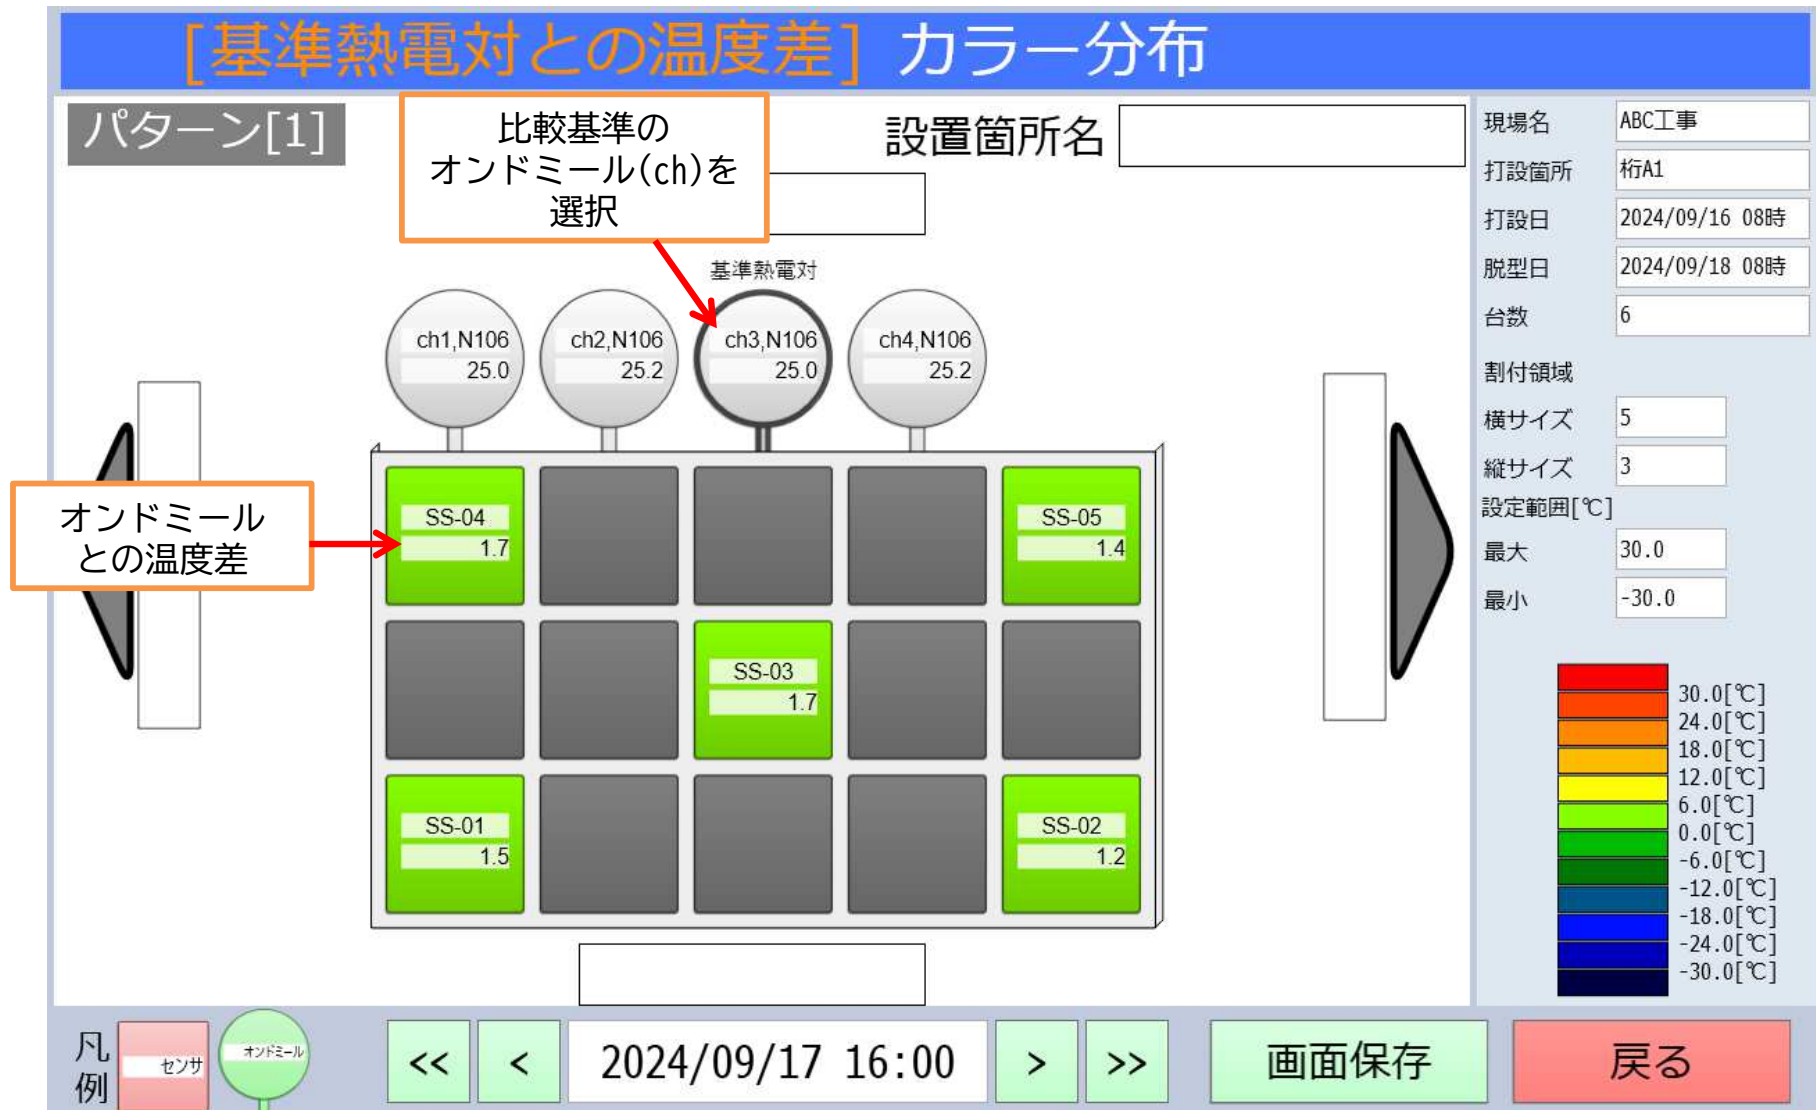 [基準熱電対との温度差] カラー分布
パターン[1]
比較基準の
オンドミール(ch)を
選択
設置箇所名
基準熱電対
ch1,N106
25.0
ch2,N106
25.2
ch3,N106
25.0
ch4,N106
25.2
オンドミール
との温度差
SS-04
1.7
SS-05
1.4
SS-03
1.7
SS-01
1.5
SS-02
1.2
現場名 ABC工事
打設箇所 桁A1
打設日 2024/09/16 08時
脱型日 2024/09/18 08時
台数 6
割付領域
横サイズ 5
縦サイズ 3
設定範囲[℃]
最大 30.0
最小 -30.0
30.0[℃]
24.0[℃]
18.0[℃]
12.0[℃]
6.0[℃]
0.0[℃]
-6.0[℃]
-12.0[℃]
-18.0[℃]
-24.0[℃]
-30.0[℃]
凡例
センサ
オンドミール
<< < 2024/09/17 16:00 > >>
画面保存
戻る